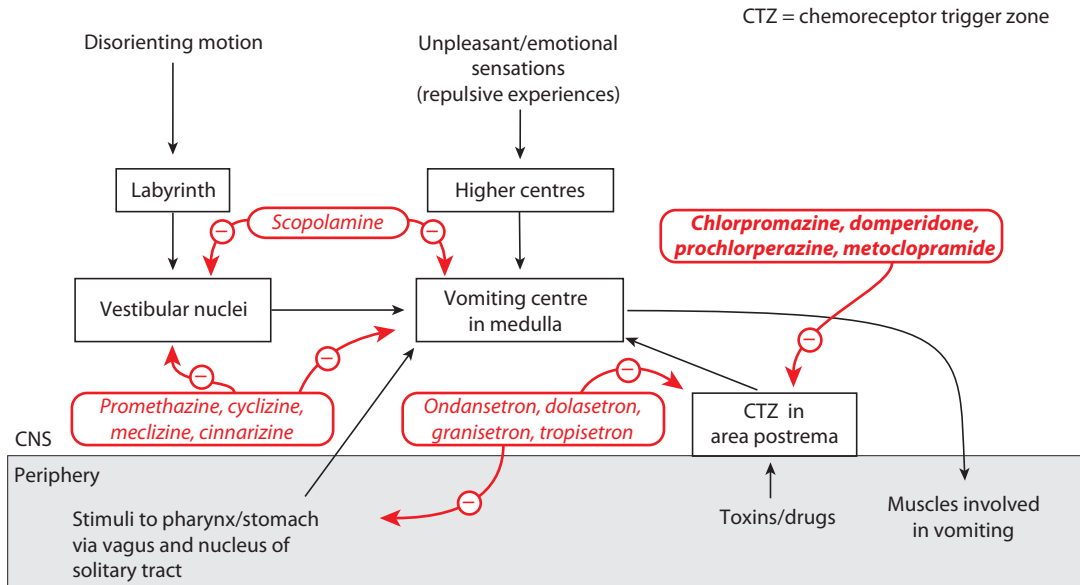 CTZ = chemoreceptor trigger zone
Disorienting motion
Unpleasant/emotional
sensations
(repulsive experiences)
Labyrinth
Higher centres
Scopolamine
Chlorpromazine, domperidone,
prochlorperazine, metoclopramide
Vestibular nuclei
Vomiting centre
in medulla
Promethazine, cyclizine,
meclizine, cinnarizine
Ondansetron, dolasetron,
granisetron, tropisetron
CTZ in
area postrema
CNS
Periphery
Stimuli to pharynx/stomach
via vagus and nucleus of
solitary tract
Toxins/drugs
Muscles involved
in vomiting